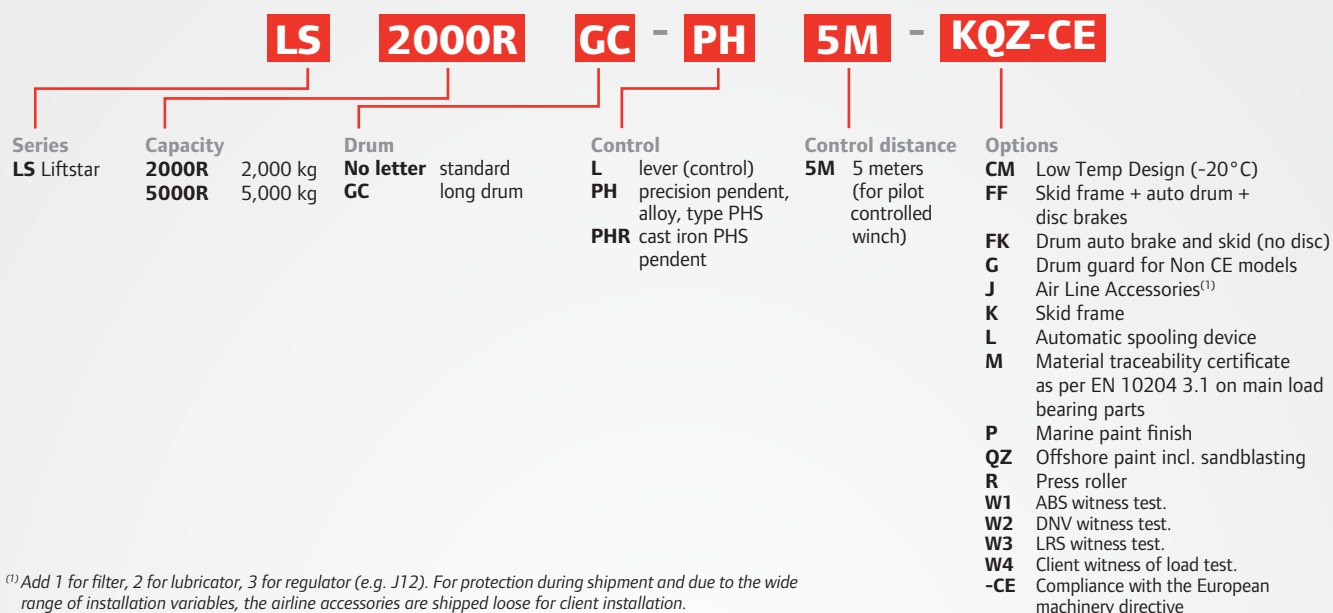 LS 2000R GC - PH 5M - KQZ-CE
Series
LS Liftstar
Capacity
2000R 2,000 kg
5000R 5,000 kg
Drum
No letter standard
GC long drum
Control
L lever (control)
PH precision pendent,
alloy, type PHS
PHR cast iron PHS
pendent
Control distance
5M 5 meters
(for pilot
controlled
winch)
Options
CM Low Temp Design (-20°C)
FF Skid frame + auto drum +
disc brakes
FK Drum auto brake and skid (no disc)
G Drum guard for Non CE models
J Air Line Accessories(1)
K Skid frame
L Automatic spooling device
M Material traceability certificate
as per EN 10204 3.1 on main load
bearing parts
P Marine paint finish
QZ Offshore paint incl. sandblasting
R Press roller
W1 ABS witness test.
W2 DNV witness test.
W3 LRS witness test.
W4 Client witness of load test.
-CE Compliance with the European
machinery directive
(1) Add 1 for filter, 2 for lubricator, 3 for regulator (e.g. J12). For protection during shipment and due to the wide
range of installation variables, the airline accessories are shipped loose for client installation.